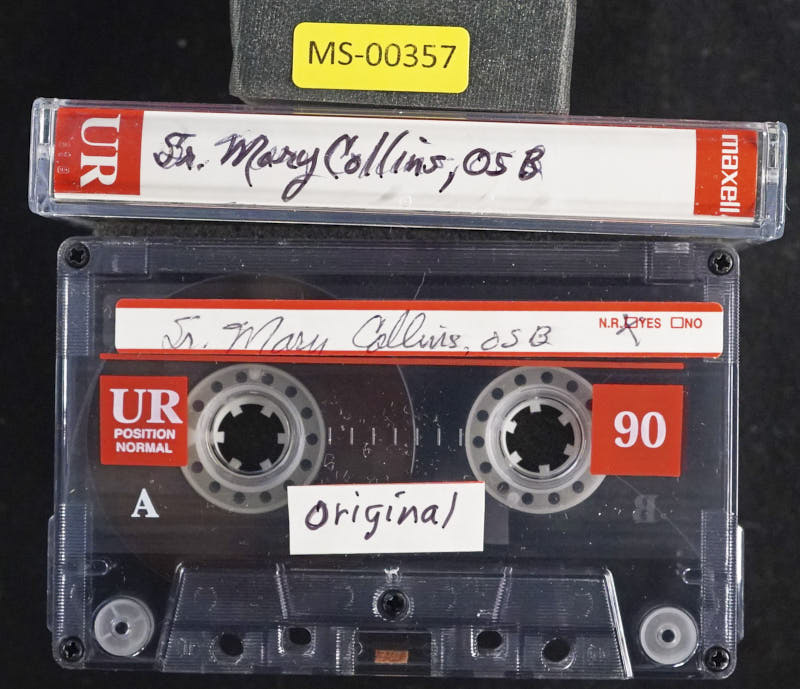 MS-00357
UR Sr. Mary Collins, OSB maxell
Sr. Mary Collins, OSB N.R. YES NO
UR
POSITION
NORMAL
90
A
original